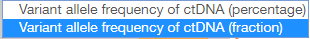 Variant allele frequency of ctDNA (percentage)
Variant allele frequency of ctDNA (fraction)